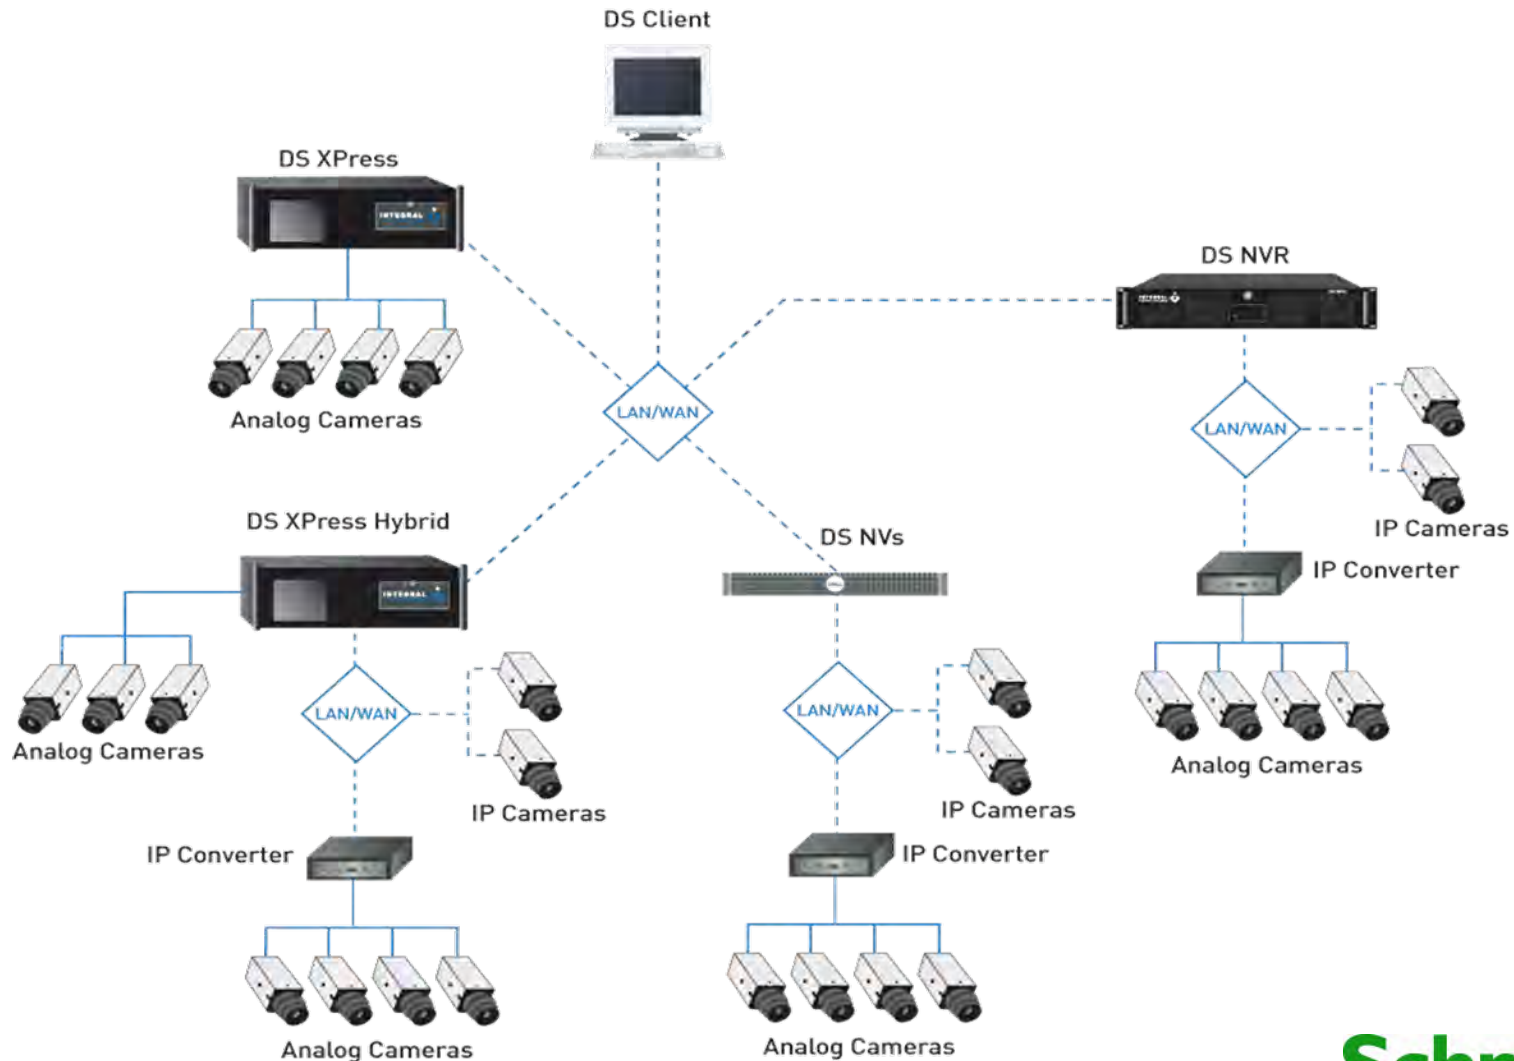 DS Client
DS XPress
INTEGRAL
Analog Cameras
DS NVR
LAN/WAN
LAN/WAN
IP Cameras
DS XPress Hybrid
INTEGRAL
DS NVs
IP Converter
Analog Cameras
LAN/WAN
IP Cameras
LAN/WAN
IP Cameras
Analog Cameras
IP Converter
IP Converter
Analog Cameras
Analog Cameras